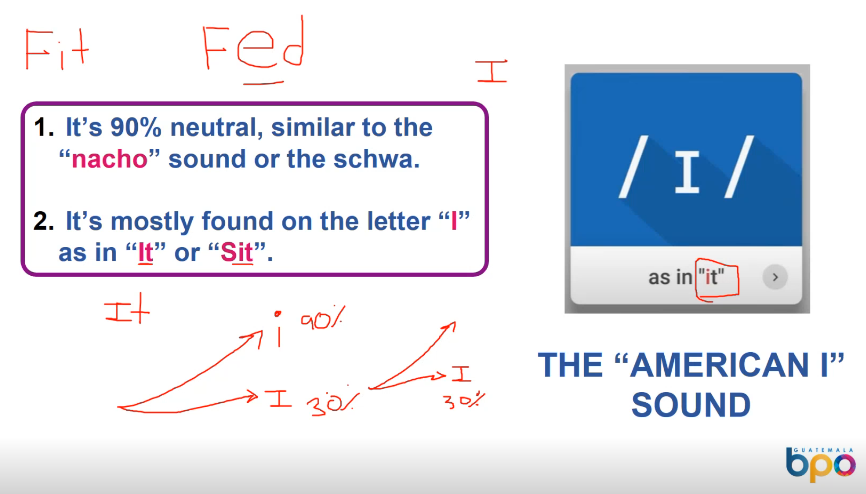 Fit Fed I
1. It's 90% neutral, similar to the
"nacho" sound or the schwa.
2. It's mostly found on the letter "I"
as in "It" or "Sit".
/ɪ/
as in "it"
It
i 90%
I 30%
I
30%
THE "AMERICAN I"
SOUND
GUATEMALA
bpo